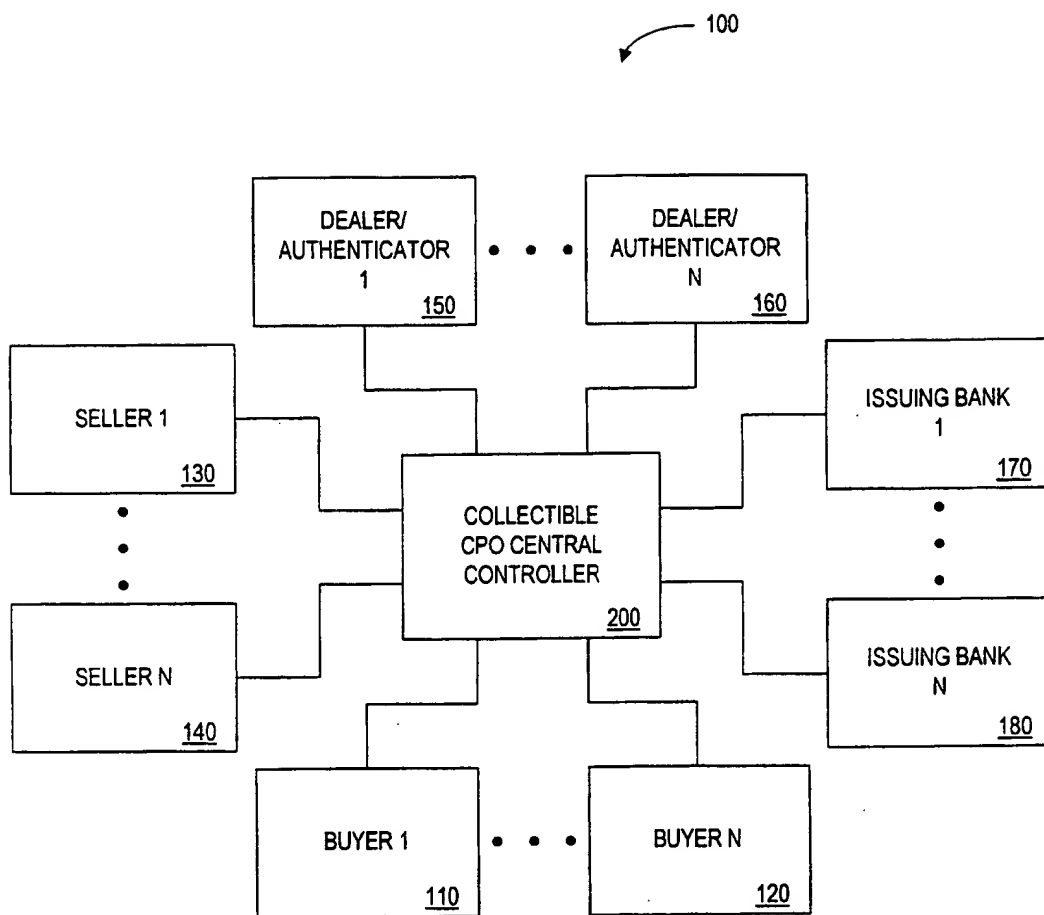 100
DEALER/
AUTHENTICATOR
1
150
DEALER/
AUTHENTICATOR
N
160
SELLER 1
130
ISSUING BANK
1
170
COLLECTIBLE
CPO CENTRAL
CONTROLLER
200
SELLER N
140
ISSUING BANK
N
180
BUYER 1
110
BUYER N
120